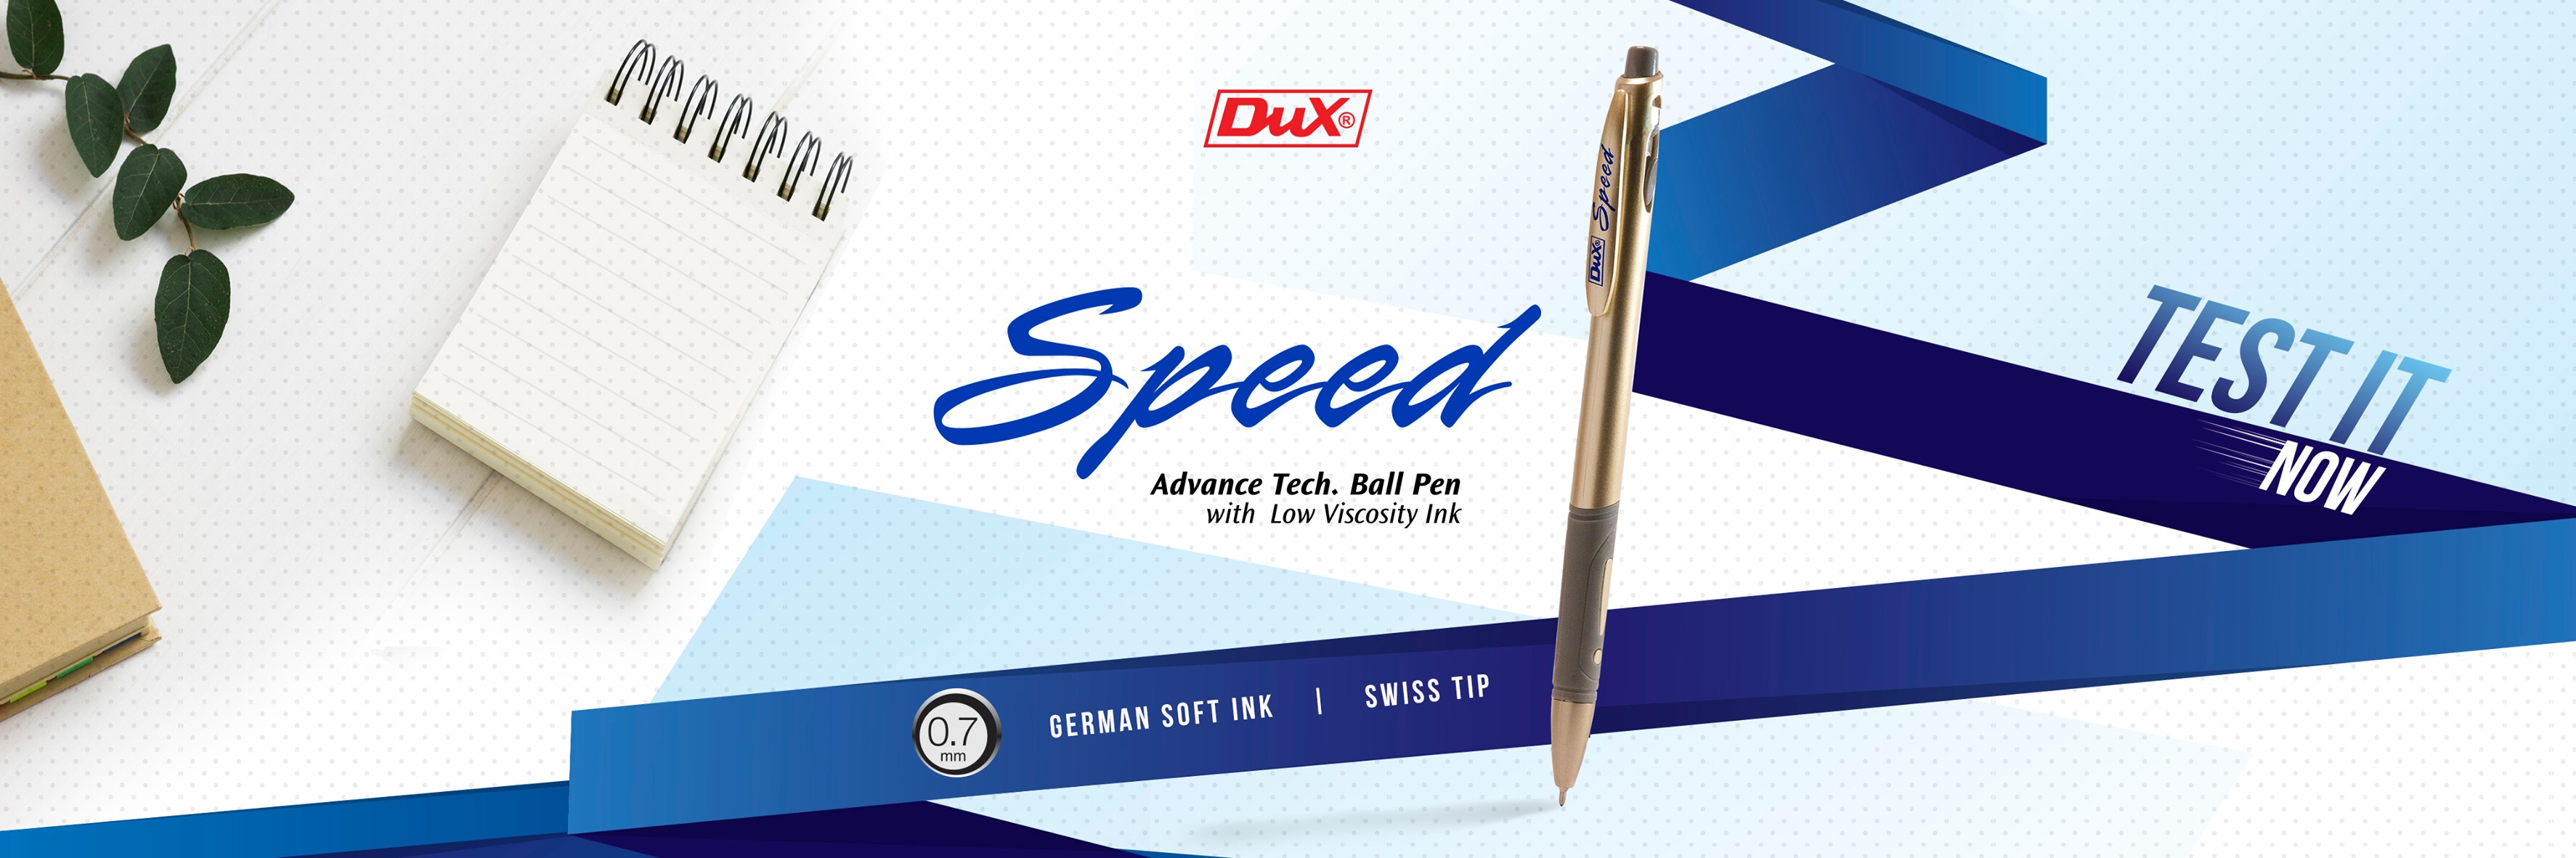 DuX®
Speed
Advance Tech. Ball Pen
with Low Viscosity Ink
DuX® Speed
TEST IT
NOW
0.7
mm
GERMAN SOFT INK | SWISS TIP